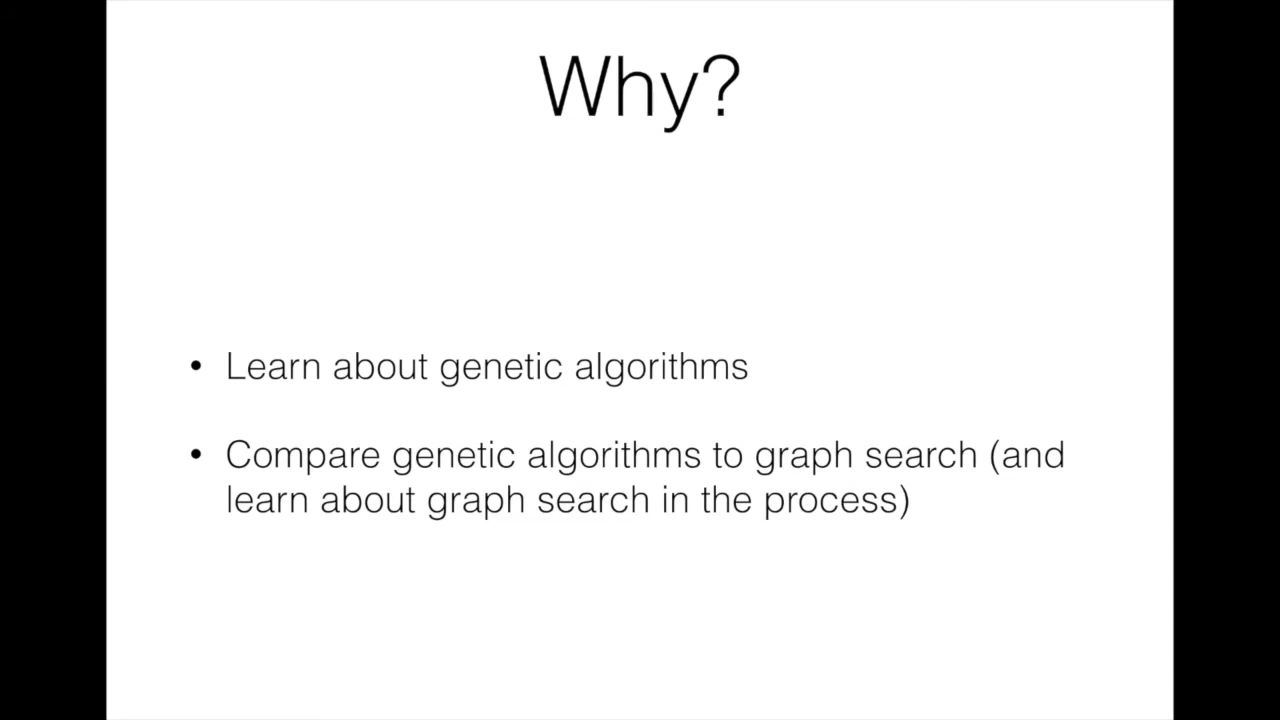 Why?
• Learn about genetic algorithms
• Compare genetic algorithms to graph search (and
learn about graph search in the process)